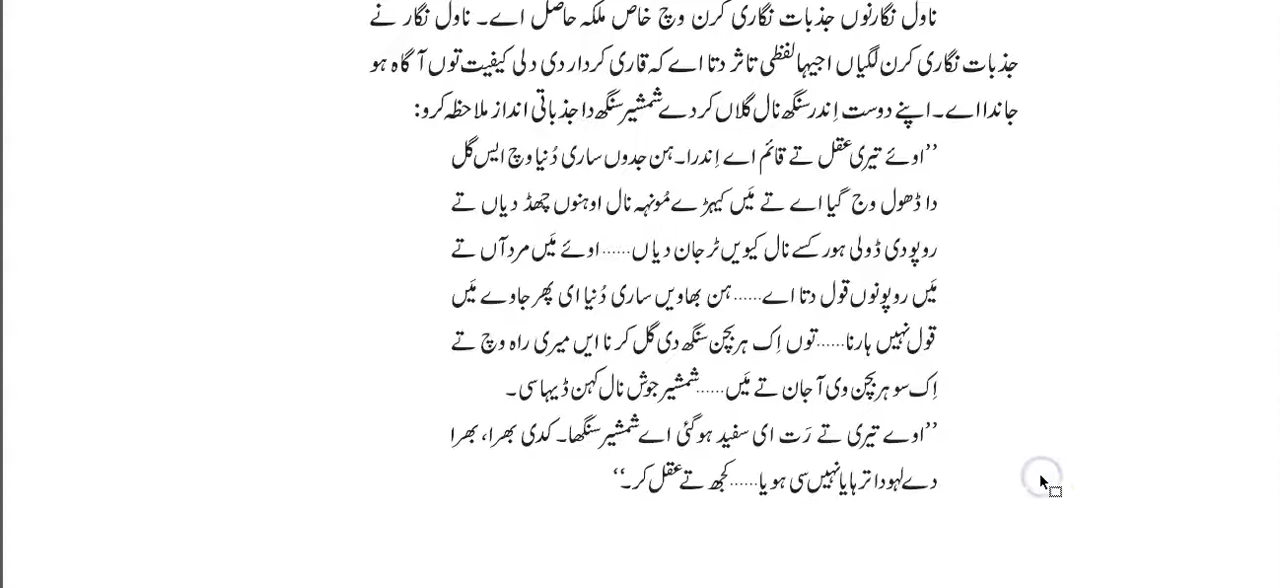 ناول نگار نوں جذبات نگاری کرن وچ خاص ملکہ حاصل اے۔ ناول نگار نے
جذبات نگاری کرن لگیاں اجیہا لفظی تاثر دتا اے کہ قاری کردار دی دلی کیفیت توں آگاہ ہو
جاندا اے۔ اپنے دوست اِندر سنگھ نال گلاں کردے شمشیر سنگھ دا جذباتی انداز ملاحظہ کرو:
’’اوئے تیری عقل تے قائم اے اِندرا۔ ہن جدوں ساری دُنیا وچ ایس گل
دا ڈھول وج گیا اے تے مَیں کیہڑے مُونہہ نال اوہنوں چھڈ دیاں تے
روپو دی ڈولی ہور کسے نال کیویں ٹر جان دیاں......اوئے مَیں مرد آں تے
مَیں روپو نوں قول دتا اے......ہن بھاویں ساری دُنیا ای پھر جاوے مَیں
قول نہیں ہارنا......توں اِک ہربچن سنگھ دی گل کرنا ایں میری راہ وچ تے
اِک سو ہربچن وی آ جان تے مَیں......شمشیر جوش نال کہن ڈیہا سی۔
’’اوے تیری تے رَت ای سفید ہوگئی اے شمشیر سنگھا۔ کدی بھرا، بھرا
دے لہو دا ترہایا نہیں سی ہویا......کجھ تے عقل کر۔‘‘